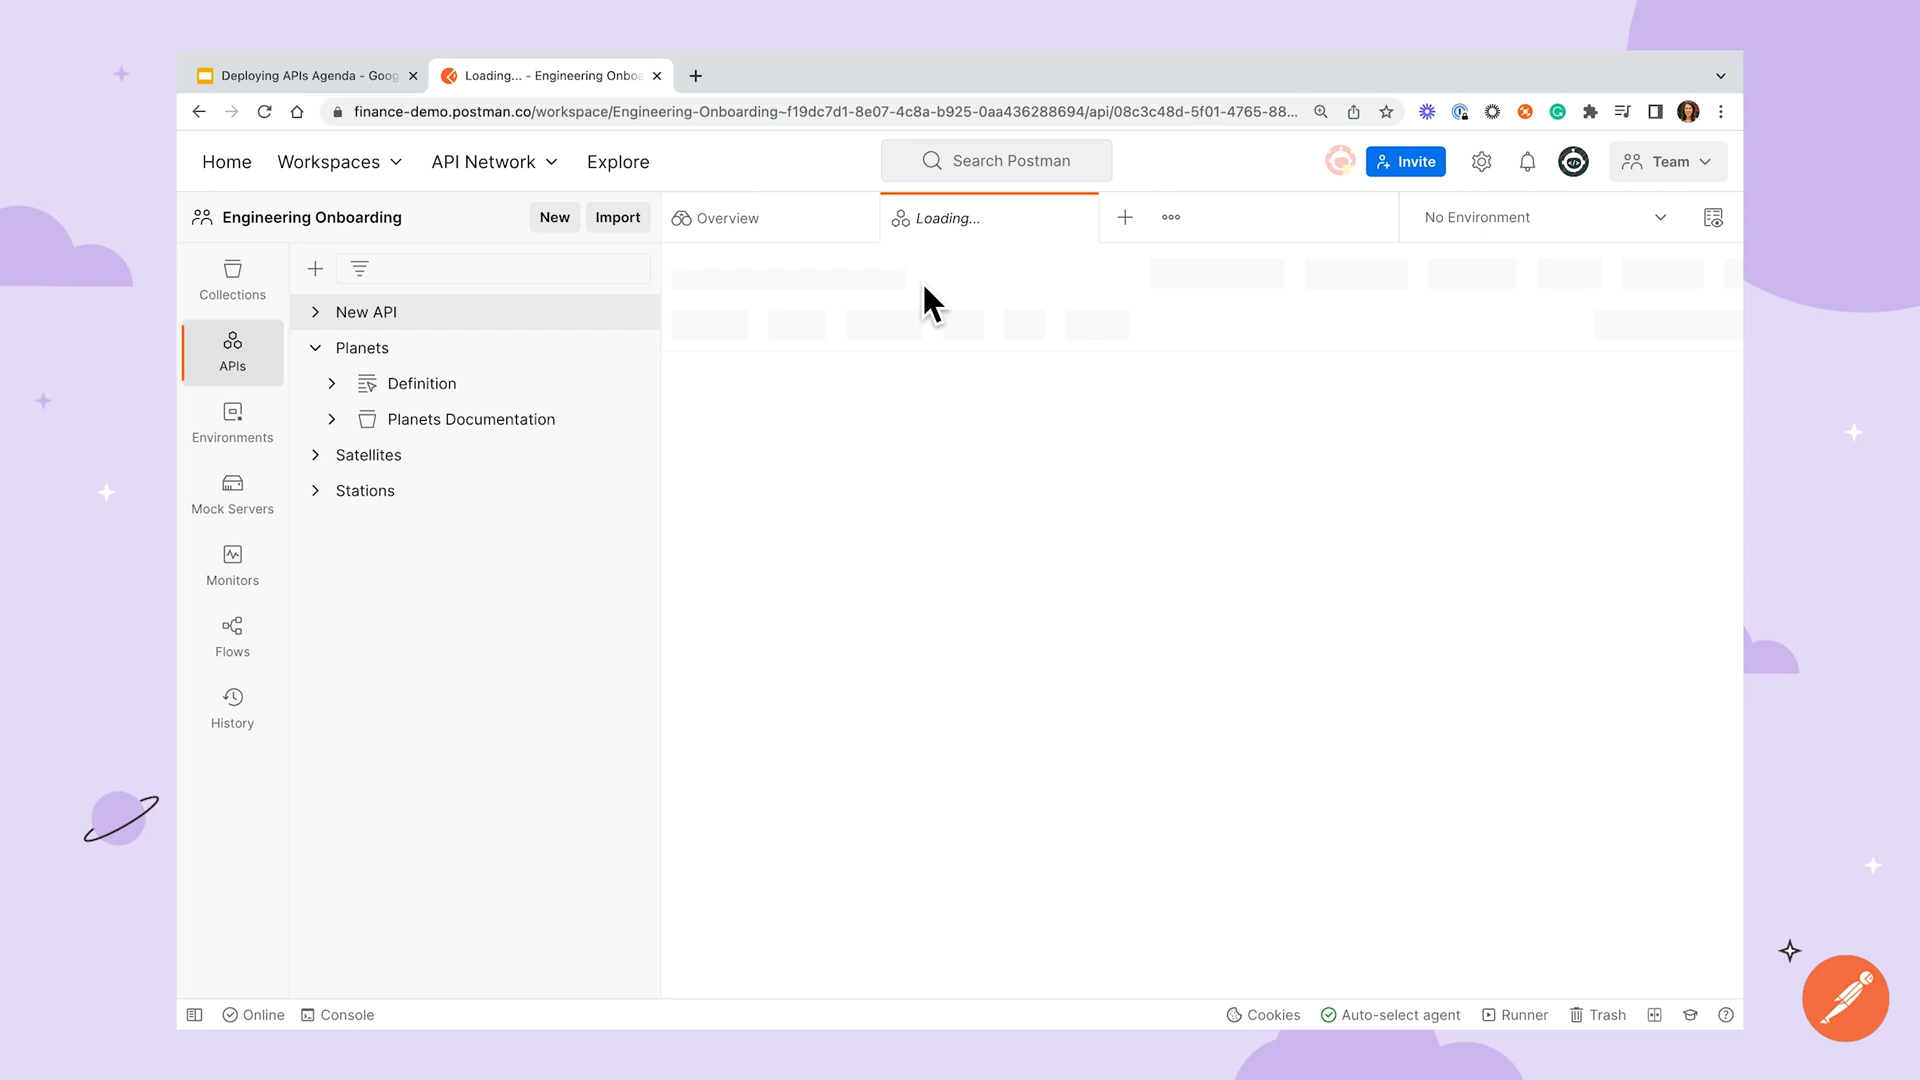 Deploying APIs Agenda - Goog
Loading... - Engineering Onboa
finance-demo.postman.co/workspace/Engineering-Onboarding~f19dc7d1-8e07-4c8a-b925-0aa436288694/api/08c3c48d-5f01-4765-88...
Home Workspaces API Network Explore
Search Postman
Invite
Team
Engineering Onboarding
New
Import
Overview
Loading...
No Environment
Collections
APIs
Environments
Mock Servers
Monitors
Flows
History
New API
Planets
Definition
Planets Documentation
Satellites
Stations
Online
Console
Cookies
Auto-select agent
Runner
Trash